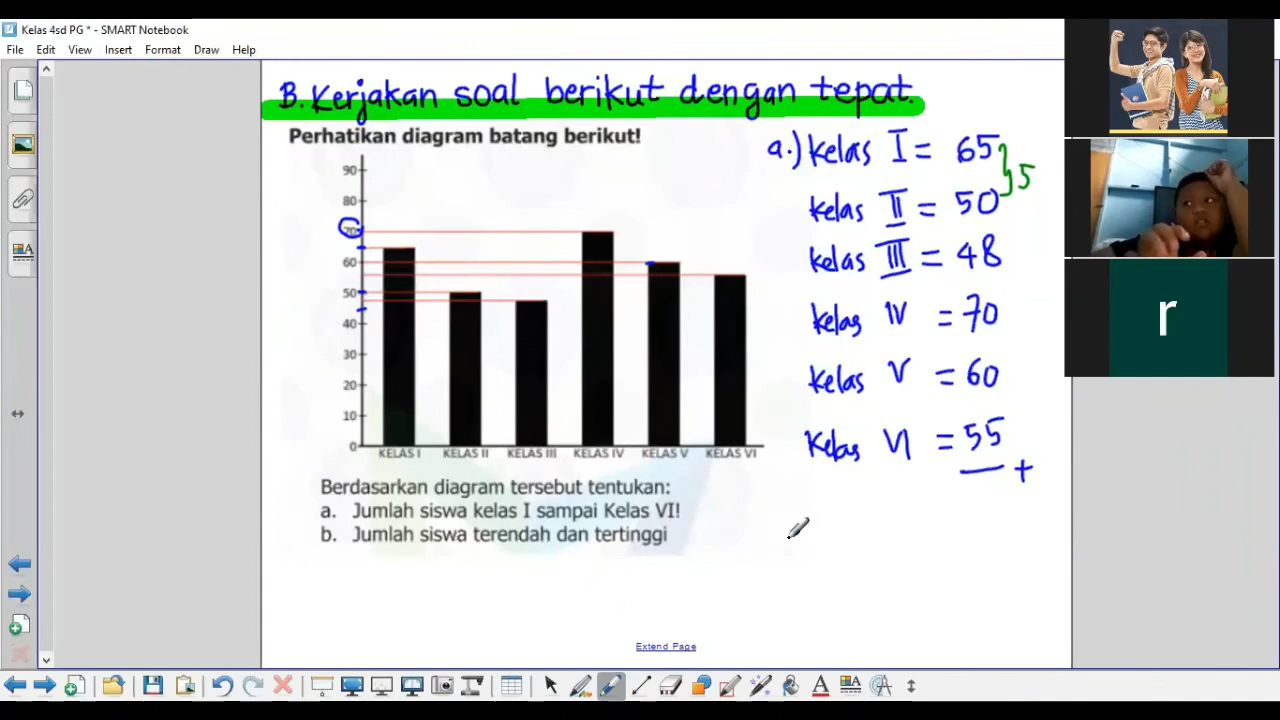 Kelas 4sd PG * - SMART Notebook
File Edit View Insert Format Draw Help
B. Kerjakan soal berikut dengan tepat.
Perhatikan diagram batang berikut!
90
80
70
60
50
40
30
20
10
0
KELAS I KELAS II KELAS III KELAS IV KELAS V KELAS VI
Berdasarkan diagram tersebut tentukan:
a. Jumlah siswa kelas I sampai Kelas VI!
b. Jumlah siswa terendah dan tertinggi
a.) Kelas I = 65
5
kelas II = 50
kelas III = 48
kelas IV = 70
kelas V = 60
kelas VI = 55
+
r
Extend Page
A